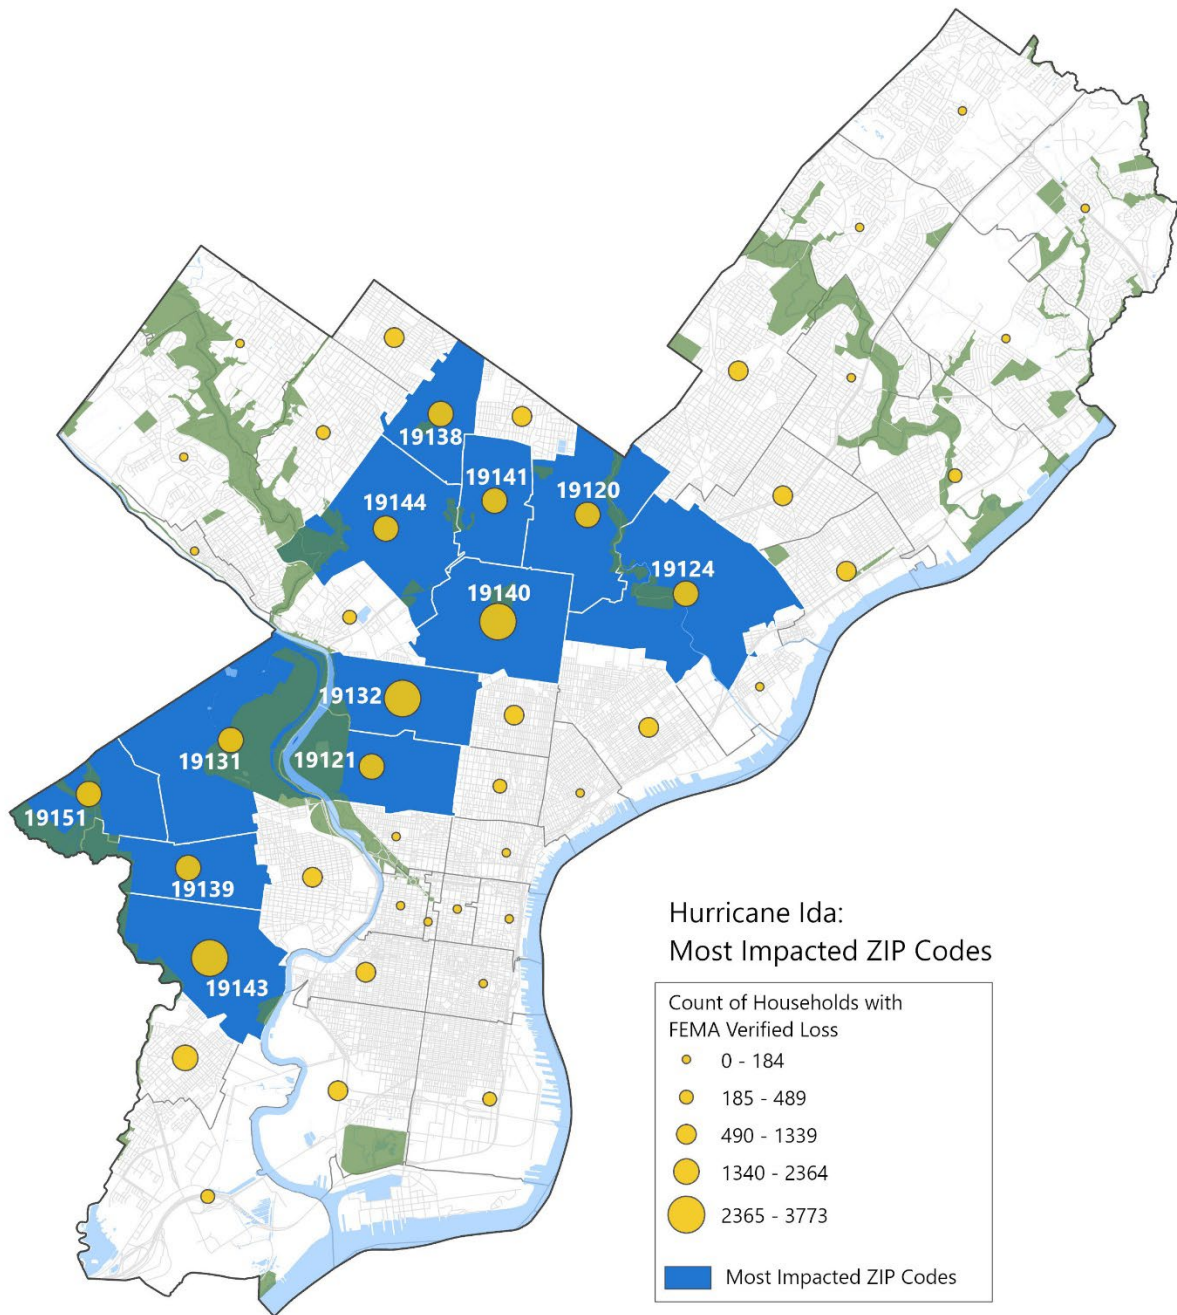 19138
19141
19144
19120
19124
19140
19132
19131
19121
19151
19139
19143
Hurricane Ida:
Most Impacted ZIP Codes
Count of Households with
FEMA Verified Loss
0 - 184
185 - 489
490 - 1339
1340 - 2364
2365 - 3773
Most Impacted ZIP Codes